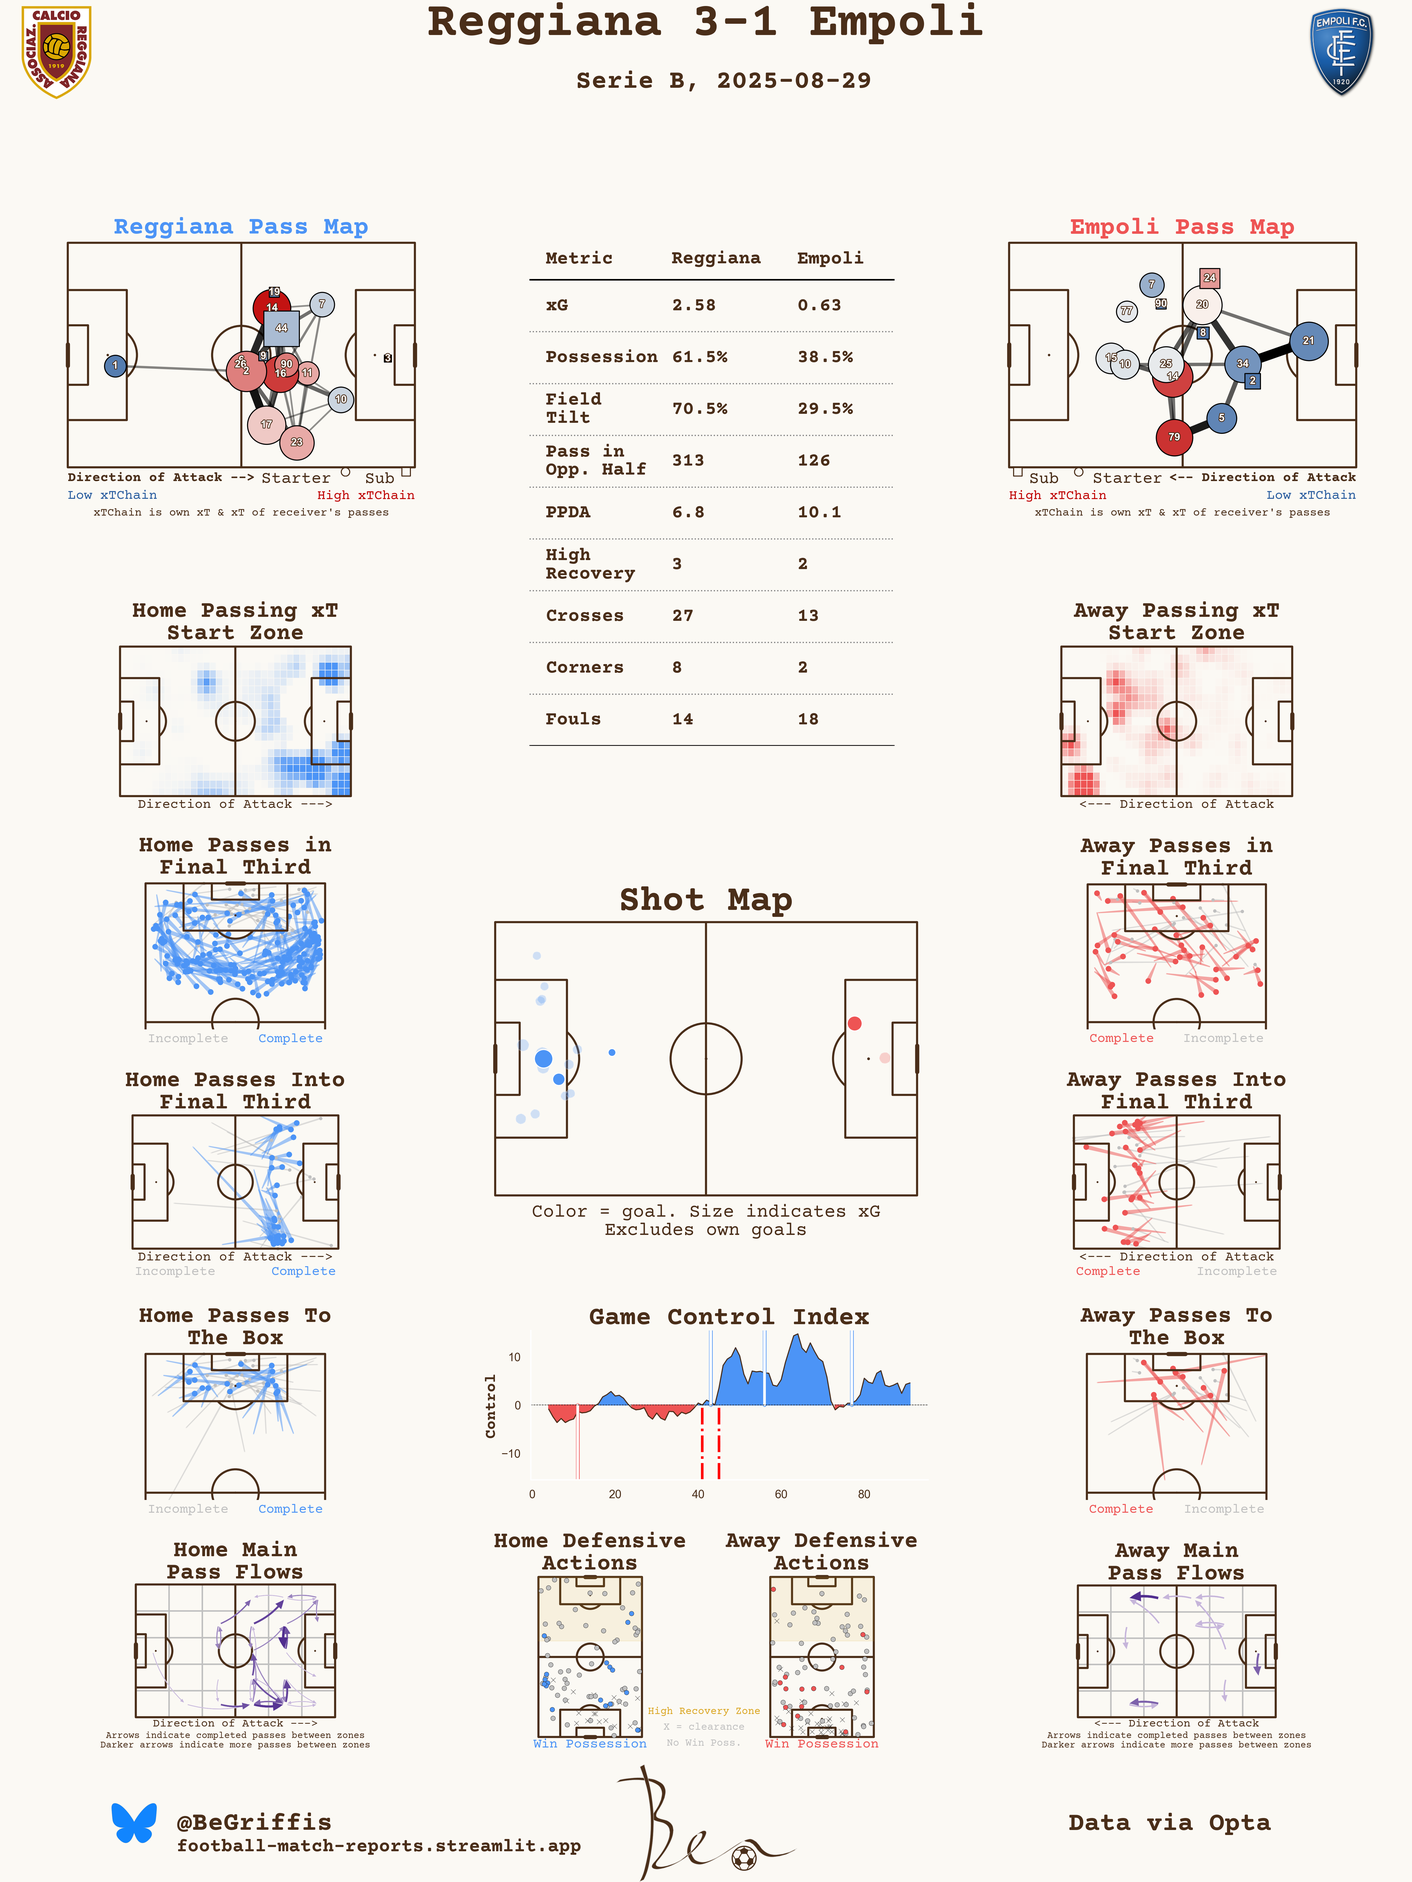 Reggiana 3-1 Empoli
Serie B, 2025-08-29
ASSOCIAZ. CALCIO REGGIANA
1919
EMPOLI F.C.
1920
Reggiana Pass Map
1
19
14
7
44
9
26
2
90
16
11
10
17
23
3
Direction of Attack --> Starter Sub
Low xTChain High xTChain
xTChain is own xT & xT of receiver's passes
Metric Reggiana Empoli
xG 2.58 0.63
Possession 61.5% 38.5%
Field
Tilt 70.5% 29.5%
Pass in
Opp. Half 313 126
PPDA 6.8 10.1
High
Recovery 3 2
Crosses 27 13
Corners 8 2
Fouls 14 18
Empoli Pass Map
24
7
90
20
77
8
21
15
10
25
34
14
2
5
79
Sub Starter <-- Direction of Attack
High xTChain Low xTChain
xTChain is own xT & xT of receiver's passes
Home Passing xT
Start Zone
Direction of Attack --->
Away Passing xT
Start Zone
<--- Direction of Attack
Home Passes in
Final Third
Incomplete Complete
Away Passes in
Final Third
Complete Incomplete
Shot Map
Color = goal. Size indicates xG
Excludes own goals
Home Passes Into
Final Third
Direction of Attack --->
Incomplete Complete
Away Passes Into
Final Third
<--- Direction of Attack
Complete Incomplete
Home Passes To
The Box
Incomplete Complete
Game Control Index
Control
10
0
−10
0 20 40 60 80
Away Passes To
The Box
Complete Incomplete
Home Main
Pass Flows
Direction of Attack --->
Arrows indicate completed passes between zones
Darker arrows indicate more passes between zones
Home Defensive
Actions
Win Possession
Away Defensive
Actions
Win Possession
High Recovery Zone
X = clearance
No Win Poss.
Away Main
Pass Flows
<--- Direction of Attack
Arrows indicate completed passes between zones
Darker arrows indicate more passes between zones
@BeGriffis
football-match-reports.streamlit.app
Ben
Data via Opta